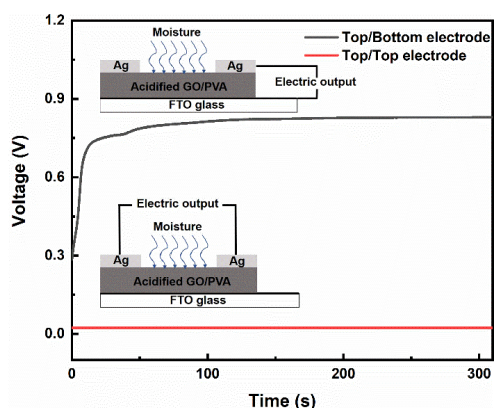 1.2
0.9
0.6
0.3
0.0
Voltage (V)
Top/Bottom electrode
Top/Top electrode
Moisture
Ag
Ag
Acidified GO/PVA
FTO glass
Electric output
Electric output
Moisture
Ag
Ag
Acidified GO/PVA
FTO glass
0
100
200
300
Time (s)